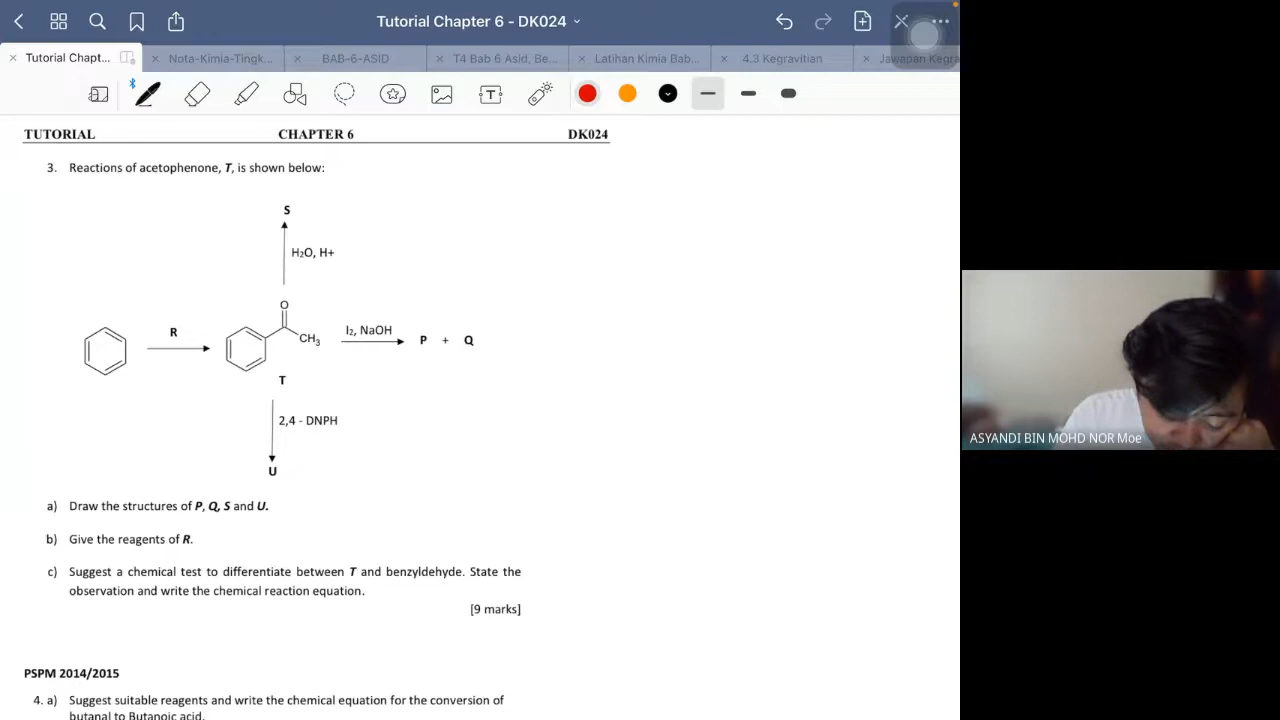 Tutorial Chapter 6 - DK024
Tutorial Chapt...
Nota-Kimia-Tingk...
BAB-6-ASID
T4 Bab 6 Asid, Be...
Latihan Kimia Bab...
4.3 Kegravitian
Jawapan Kegra
T
TUTORIAL CHAPTER 6 DK024
3. Reactions of acetophenone, T, is shown below:
S
H₂O, H+
O
R
CH₃
I₂, NaOH
P + Q
T
2,4 - DNPH
U
a) Draw the structures of P, Q, S and U.
b) Give the reagents of R.
c) Suggest a chemical test to differentiate between T and benzyldehyde. State the
observation and write the chemical reaction equation.
[9 marks]
ASYANDI BIN MOHD NOR Moe
PSPM 2014/2015
4. a) Suggest suitable reagents and write the chemical equation for the conversion of
butanal to Butanoic acid.